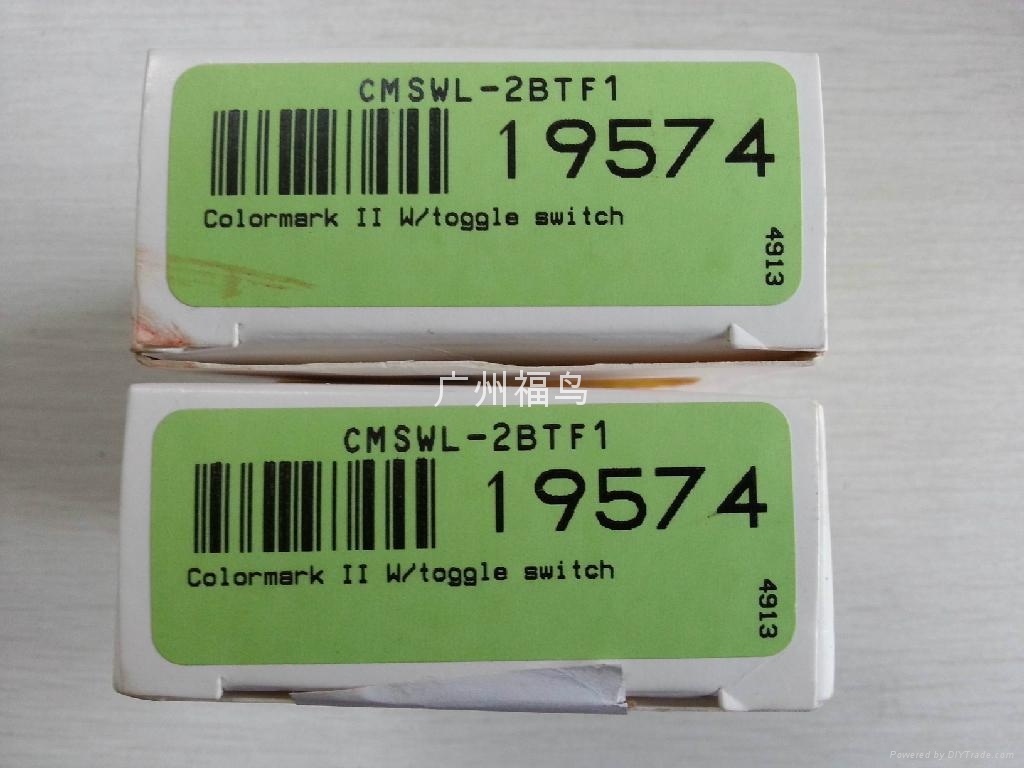 CMSWL-2BTF1
19574
Colormark II W/toggle switch
4913
广州福鸟
CMSWL-2BTF1
19574
Colormark II W/toggle switch
4913
Powered by DIYTrade.com